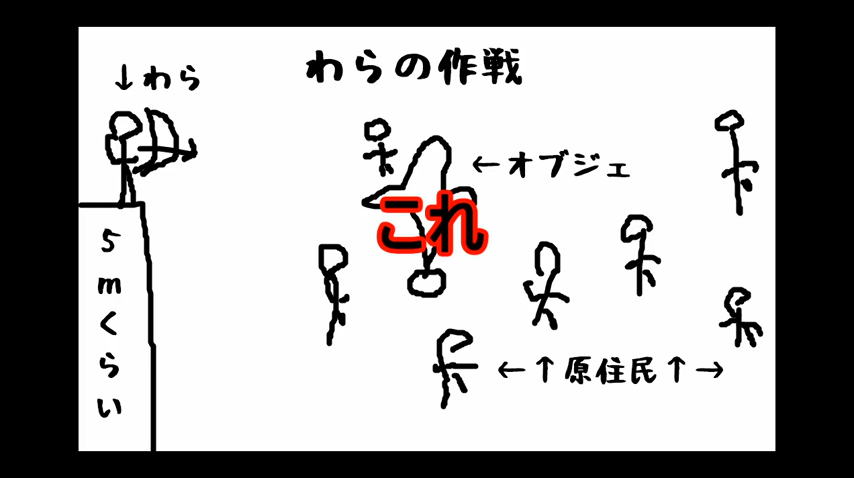 わらの作戦
↓わら
←オブジェ
これ
5mくらい
←↑原住民↑→